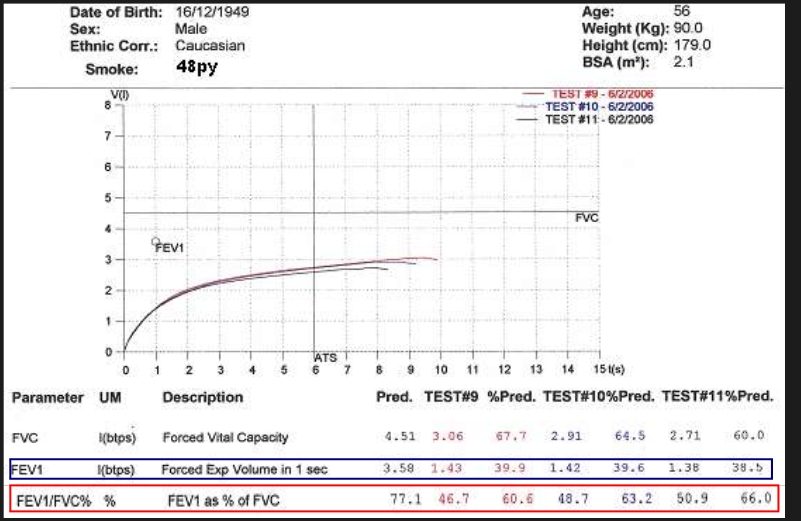 Date of Birth: 16/12/1949 Age: 56
Sex: Male Weight (Kg): 90.0
Ethnic Corr.: Caucasian Height (cm): 179.0
Smoke: 48py BSA (m²): 2.1
V(l)
TEST #9 - 6/2/2006
TEST #10 - 6/2/2006
TEST #11 - 6/2/2006
8
7
6
5
FVC
4
FEV1
3
2
1
0
ATS
0 1 2 3 4 5 6 7 8 9 10 11 12 13 14 15 t(s)
Parameter UM Description Pred. TEST#9 %Pred. TEST#10%Pred. TEST#11%Pred.
FVC l(btps) Forced Vital Capacity 4.51 3.06 67.7 2.91 64.5 2.71 60.0
FEV1 l(btps) Forced Exp Volume in 1 sec 3.58 1.43 39.9 1.42 39.6 1.38 38.5
FEV1/FVC% % FEV1 as % of FVC 77.1 46.7 60.6 48.7 63.2 50.9 66.0